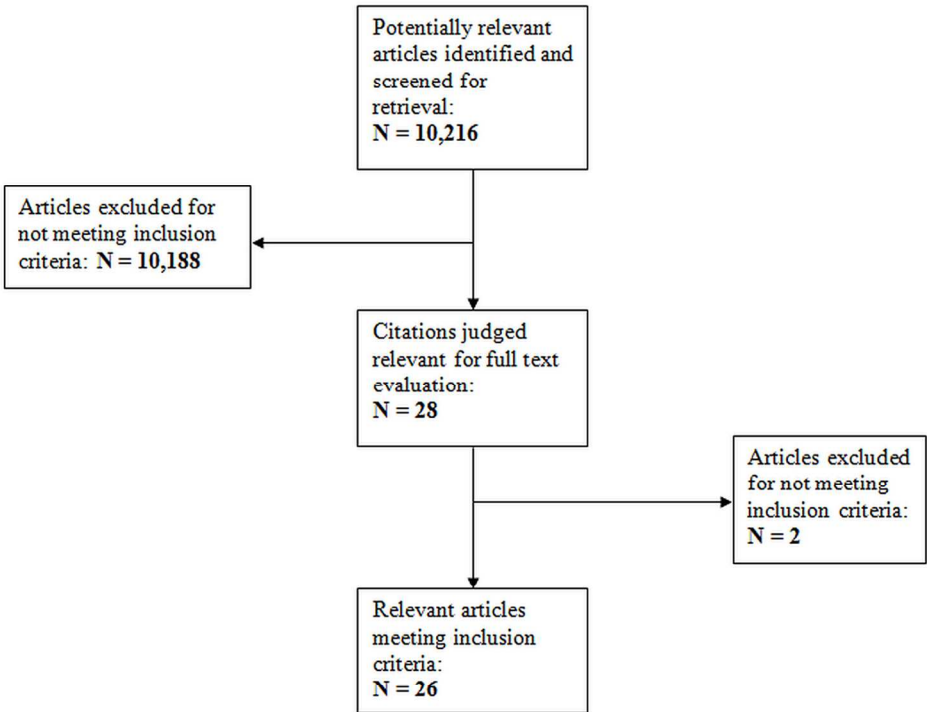 Potentially relevant
articles identified and
screened for
retrieval:
N = 10,216
Articles excluded for
not meeting inclusion
criteria: N = 10,188
Citations judged
relevant for full text
evaluation:
N = 28
Articles excluded
for not meeting
inclusion criteria:
N = 2
Relevant articles
meeting inclusion
criteria:
N = 26